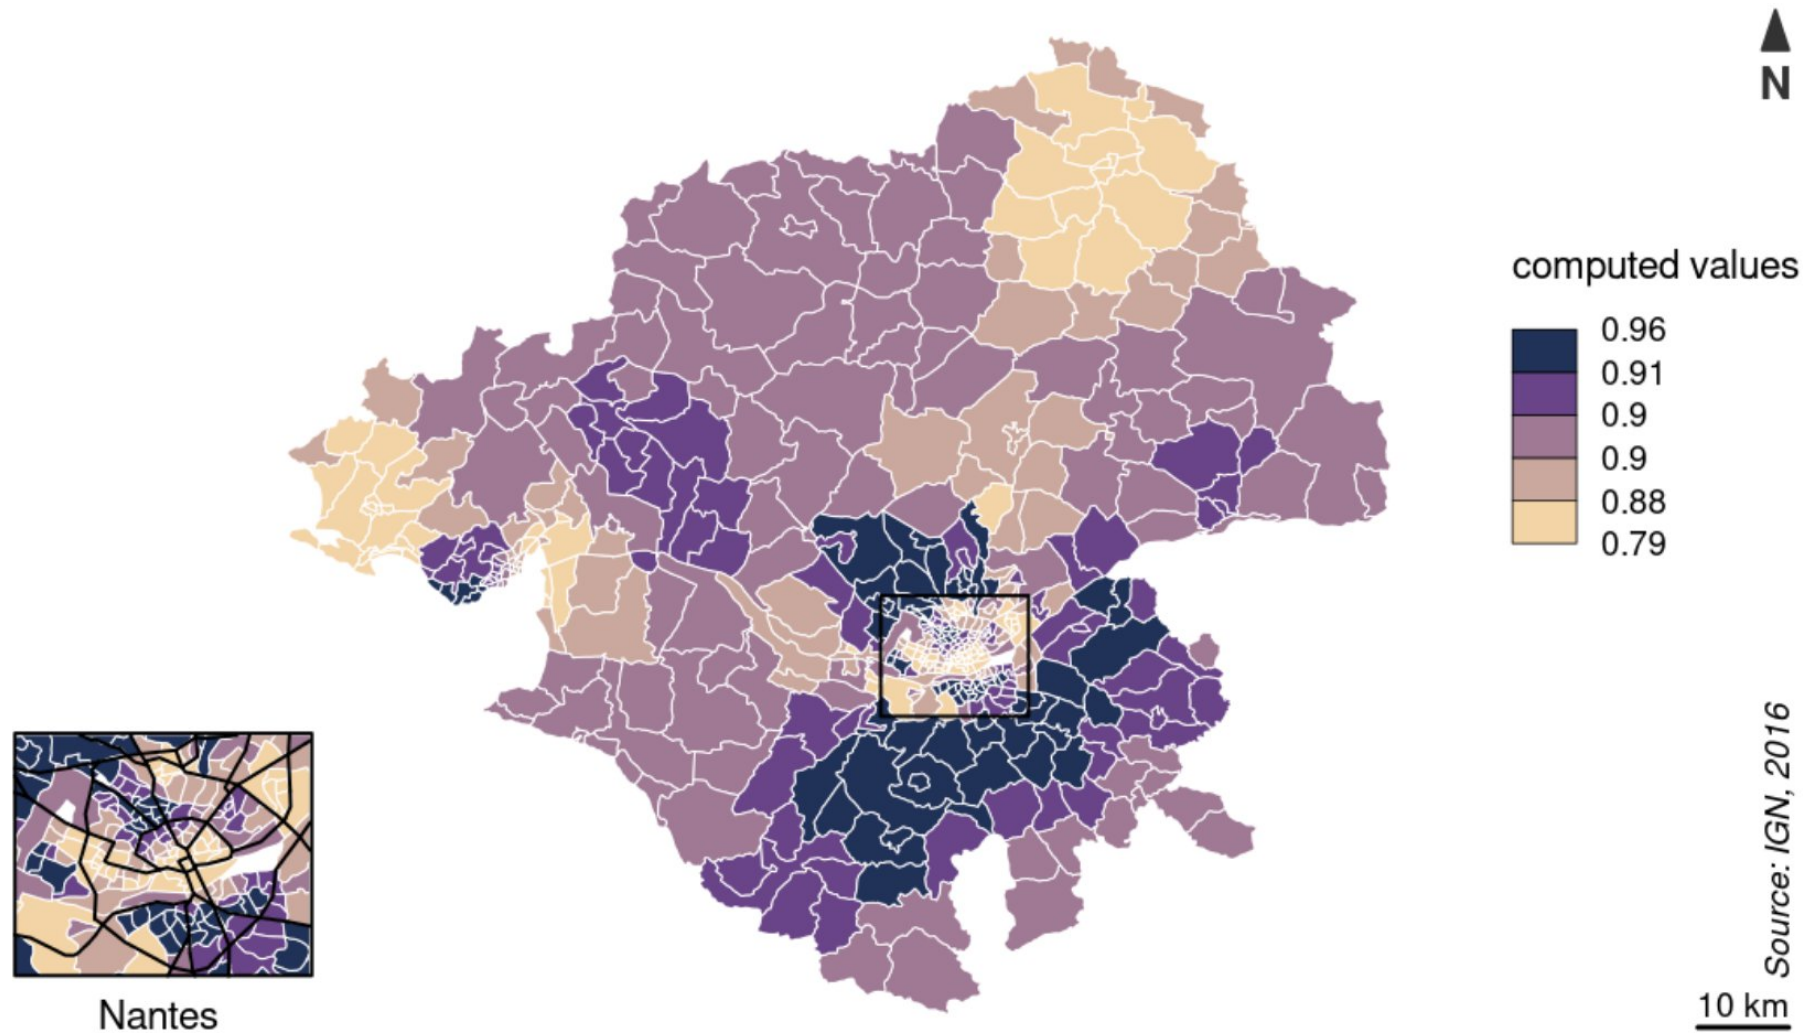 N
computed values
0.96
0.91
0.9
0.9
0.88
0.79
Source: IGN, 2016
10 km
Nantes